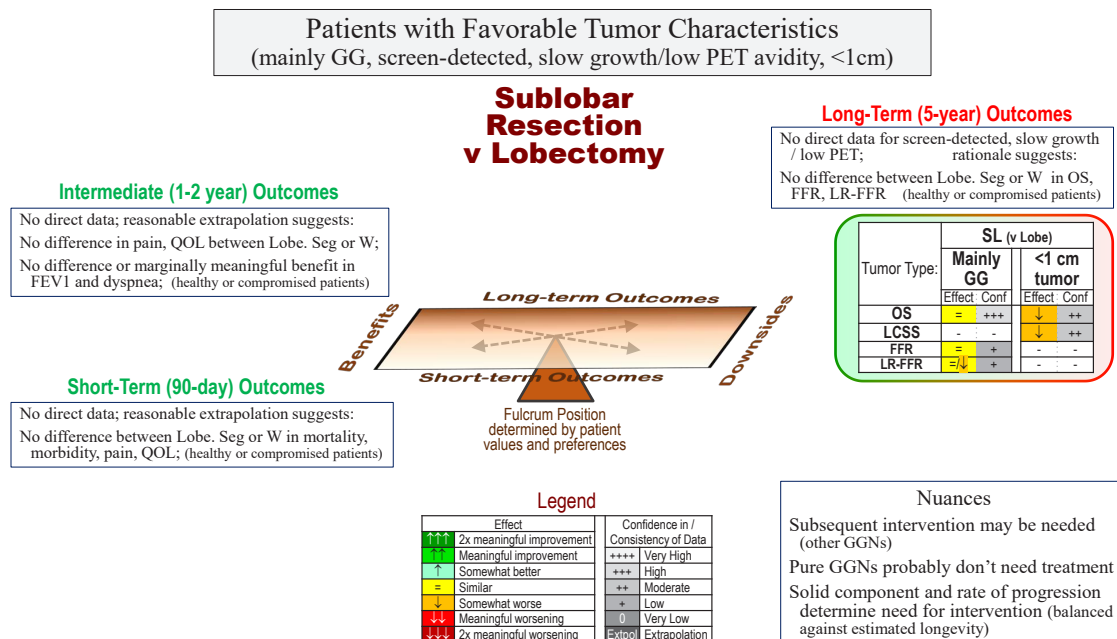 Patients with Favorable Tumor Characteristics
(mainly GG, screen-detected, slow growth/low PET avidity, <1cm)
Sublobar
Resection
v Lobectomy
Long-Term (5-year) Outcomes
No direct data for screen-detected, slow growth
/ low PET; rationale suggests:
No difference between Lobe. Seg or W in OS,
FFR, LR-FFR (healthy or compromised patients)
Intermediate (1-2 year) Outcomes
No direct data; reasonable extrapolation suggests:
No difference in pain, QOL between Lobe. Seg or W;
No difference or marginally meaningful benefit in
FEV1 and dyspnea; (healthy or compromised patients)
SL (v Lobe)
Tumor Type: Mainly GG <1 cm tumor
Effect Conf Effect Conf
OS = +++ ↓ ++
LCSS - - ↓ ++
FFR = + - -
LR-FFR =/↓ + - -
Long-term Outcomes
Benefits
Downsides
Short-term Outcomes
Fulcrum Position
determined by patient
values and preferences
Short-Term (90-day) Outcomes
No direct data; reasonable extrapolation suggests:
No difference between Lobe. Seg or W in mortality,
morbidity, pain, QOL; (healthy or compromised patients)
Legend
Effect
↑↑↑ 2x meaningful improvement
↑↑ Meaningful improvement
↑ Somewhat better
= Similar
↓ Somewhat worse
↓↓ Meaningful worsening
↓↓↓ 2x meaningful worsening
Confidence in /
Consistency of Data
++++ Very High
+++ High
++ Moderate
+ Low
0 Very Low
Extpol Extrapolation
Nuances
Subsequent intervention may be needed
(other GGNs)
Pure GGNs probably don't need treatment
Solid component and rate of progression
determine need for intervention (balanced
against estimated longevity)